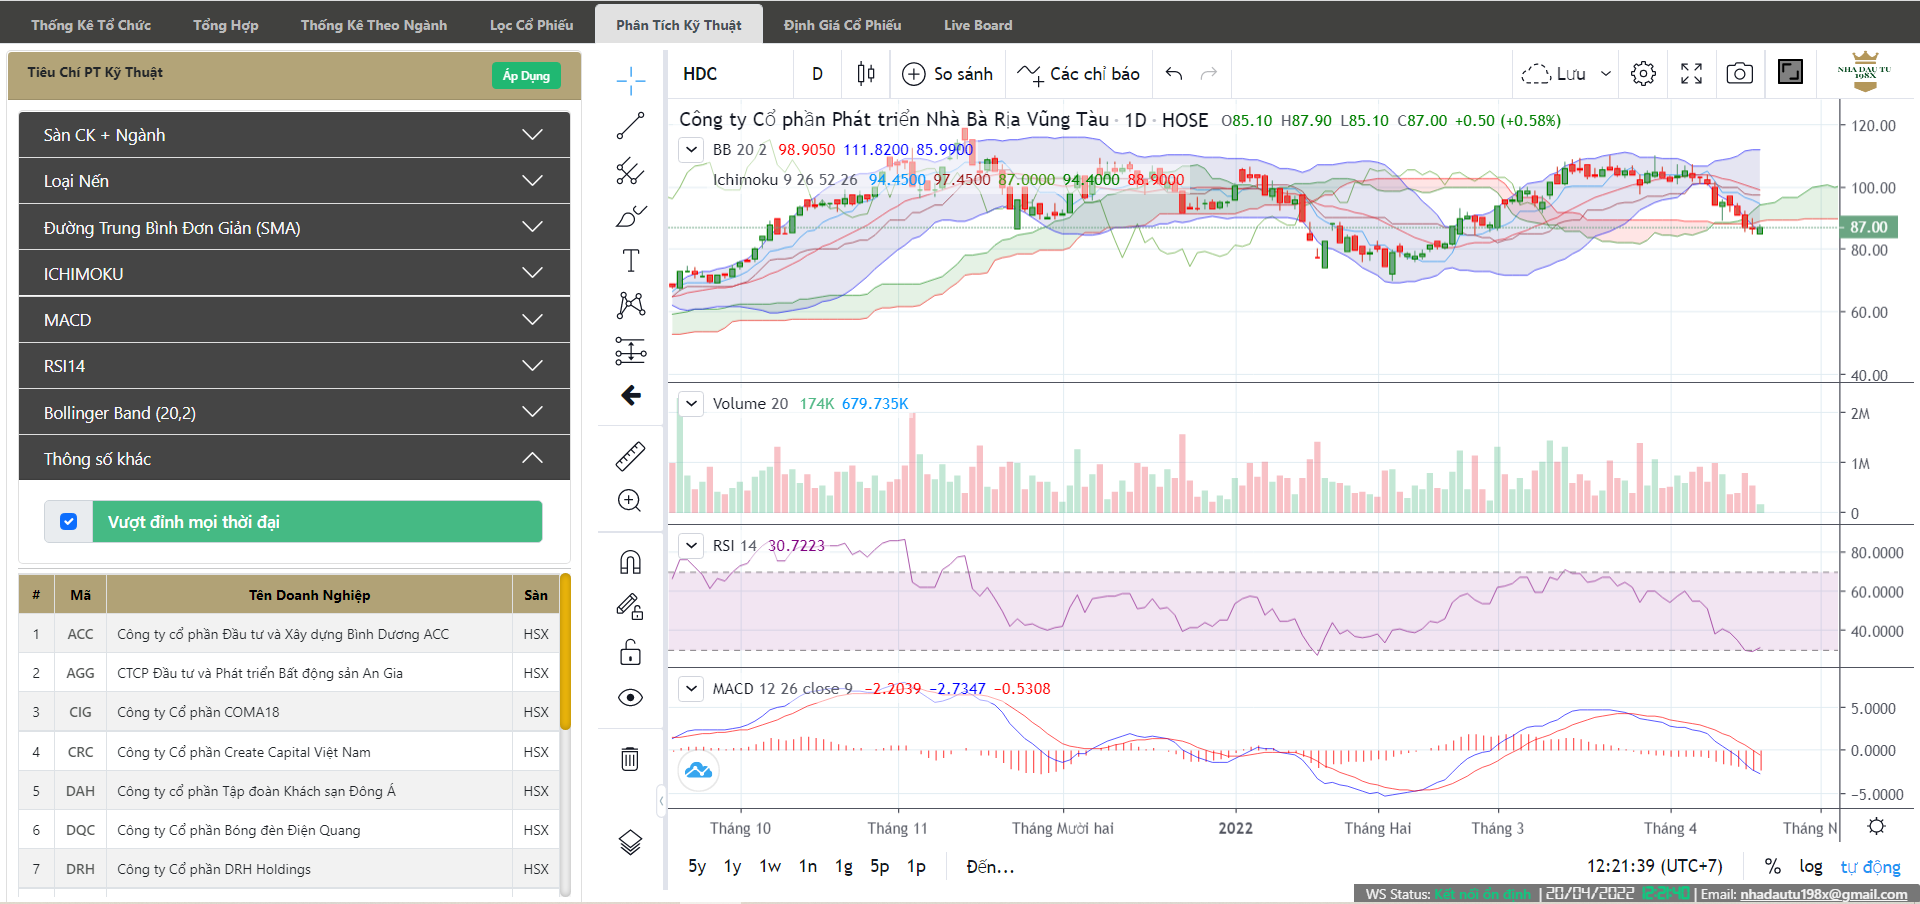 Thống Kê Tổ Chức Tổng Hợp Thống Kê Theo Ngành Lọc Cổ Phiếu Phân Tích Kỹ Thuật Định Giá Cổ Phiếu Live Board
Tiêu Chí PT Kỹ Thuật Áp Dụng
Sàn CK + Ngành
Loại Nến
Đường Trung Bình Đơn Giản (SMA)
ICHIMOKU
MACD
RSI14
Bollinger Band (20,2)
Thông số khác
Vượt đỉnh mọi thời đại
# Mã Tên Doanh Nghiệp Sàn
1 ACC Công ty cổ phần Đầu tư và Xây dựng Bình Dương ACC HSX
2 AGG CTCP Đầu tư và Phát triển Bất động sản An Gia HSX
3 CIG Công ty Cổ phần COMA18 HSX
4 CRC Công ty Cổ phần Create Capital Việt Nam HSX
5 DAH Công ty cổ phần Tập đoàn Khách sạn Đông Á HSX
6 DQC Công ty Cổ phần Bóng đèn Điện Quang HSX
7 DRH Công ty Cổ phần DRH Holdings HSX
HDC D So sánh Các chỉ báo Lưu
NHA DAU TU
198X
Công ty Cổ phần Phát triển Nhà Bà Rịa Vũng Tàu · 1D · HOSE O85.10 H87.90 L85.10 C87.00 +0.50 (+0.58%)
BB 20 2 98.9050 111.8200 85.9900
Ichimoku 9 26 52 26 94.4500 97.4500 87.0000 94.4000 88.9000
120.00
100.00
87.00
80.00
60.00
40.00
Volume 20 174K 679.735K
2M
1M
0
RSI 14 30.7223
80.0000
60.0000
40.0000
MACD 12 26 close 9 −2.2039 −2.7347 −0.5308
5.0000
0.0000
−5.0000
Tháng 10 Tháng 11 Tháng Mười hai 2022 Tháng Hai Tháng 3 Tháng 4 Tháng N
5y 1y 1w 1n 1g 5p 1p Đến... 12:21:39 (UTC+7) % log tự động
WS Status: Kết nối ổn định | 20/04/2022 12:21:40 | Email: nhadautu198x@gmail.com